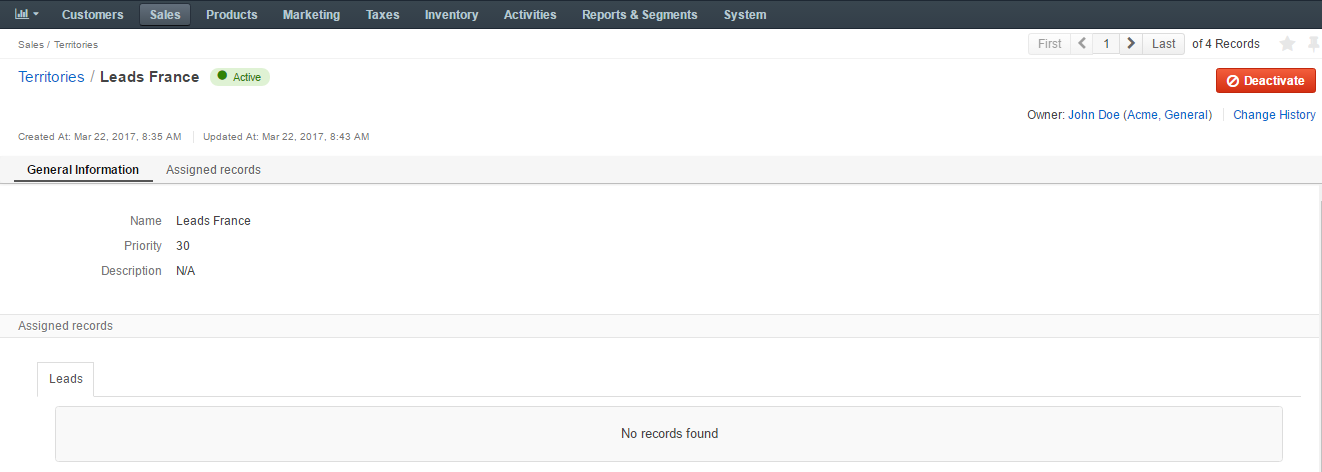 Customers Sales Products Marketing Taxes Inventory Activities Reports & Segments System
Sales / Territories First 1 Last of 4 Records
Territories / Leads France Active Deactivate
Owner: John Doe (Acme, General) Change History
Created At: Mar 22, 2017, 8:35 AM Updated At: Mar 22, 2017, 8:43 AM
General Information Assigned records
Name Leads France
Priority 30
Description N/A
Assigned records
Leads
No records found